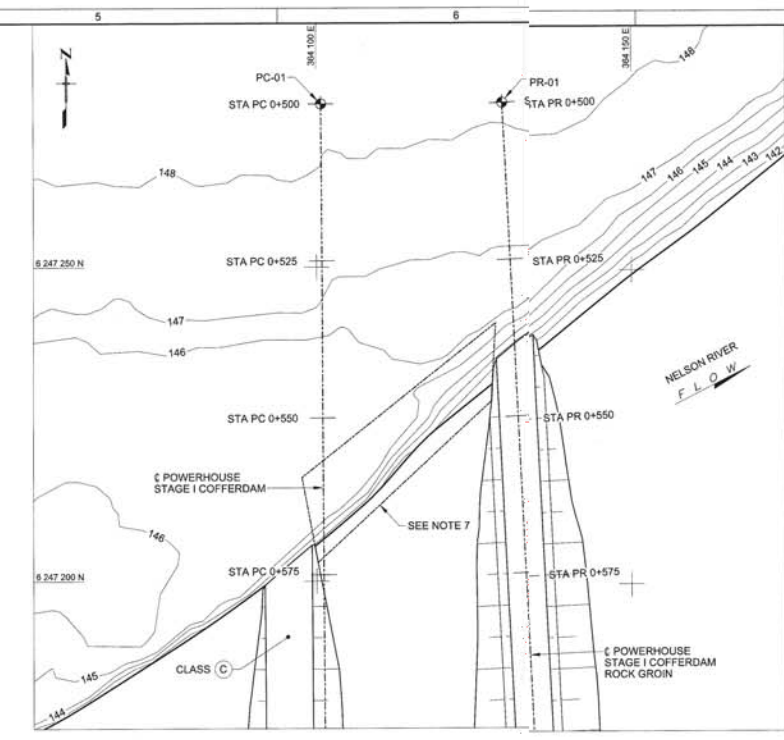 5
6
Z
364 100 E
364 150 E
PC-01
STA PC 0+500
PR-01
STA PR 0+500
148
148
147
146
145
144
143
142
6 247 250 N
STA PC 0+525
STA PR 0+525
147
146
NELSON RIVER
FLOW
STA PC 0+550
STA PR 0+550
℄ POWERHOUSE
STAGE I COFFERDAM
SEE NOTE 7
146
6 247 200 N
STA PC 0+575
STA PR 0+575
CLASS C
℄ POWERHOUSE
STAGE I COFFERDAM
ROCK GROIN
145
144